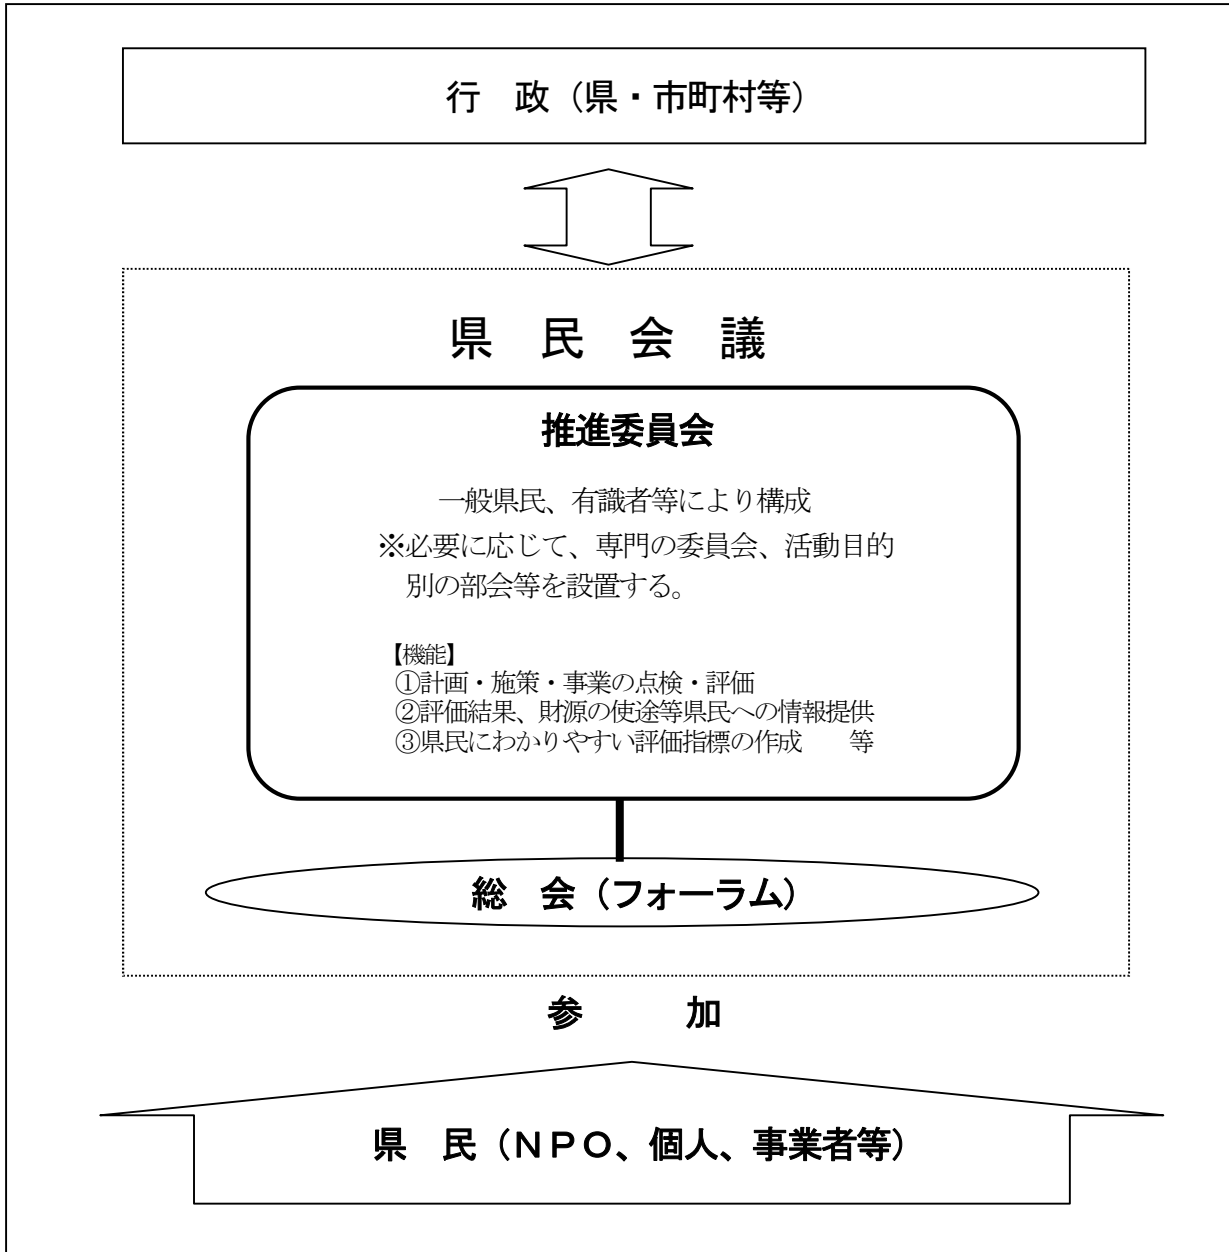 行　政（県・市町村等）
県　民　会　議
推進委員会
一般県民、有識者等により構成
※必要に応じて、専門の委員会、活動目的
別の部会等を設置する。
【機能】
①計画・施策・事業の点検・評価
②評価結果、財源の使途等県民への情報提供
③県民にわかりやすい評価指標の作成　　等
総　会（フォーラム）
参　　加
県　民（ＮＰＯ、個人、事業者等）